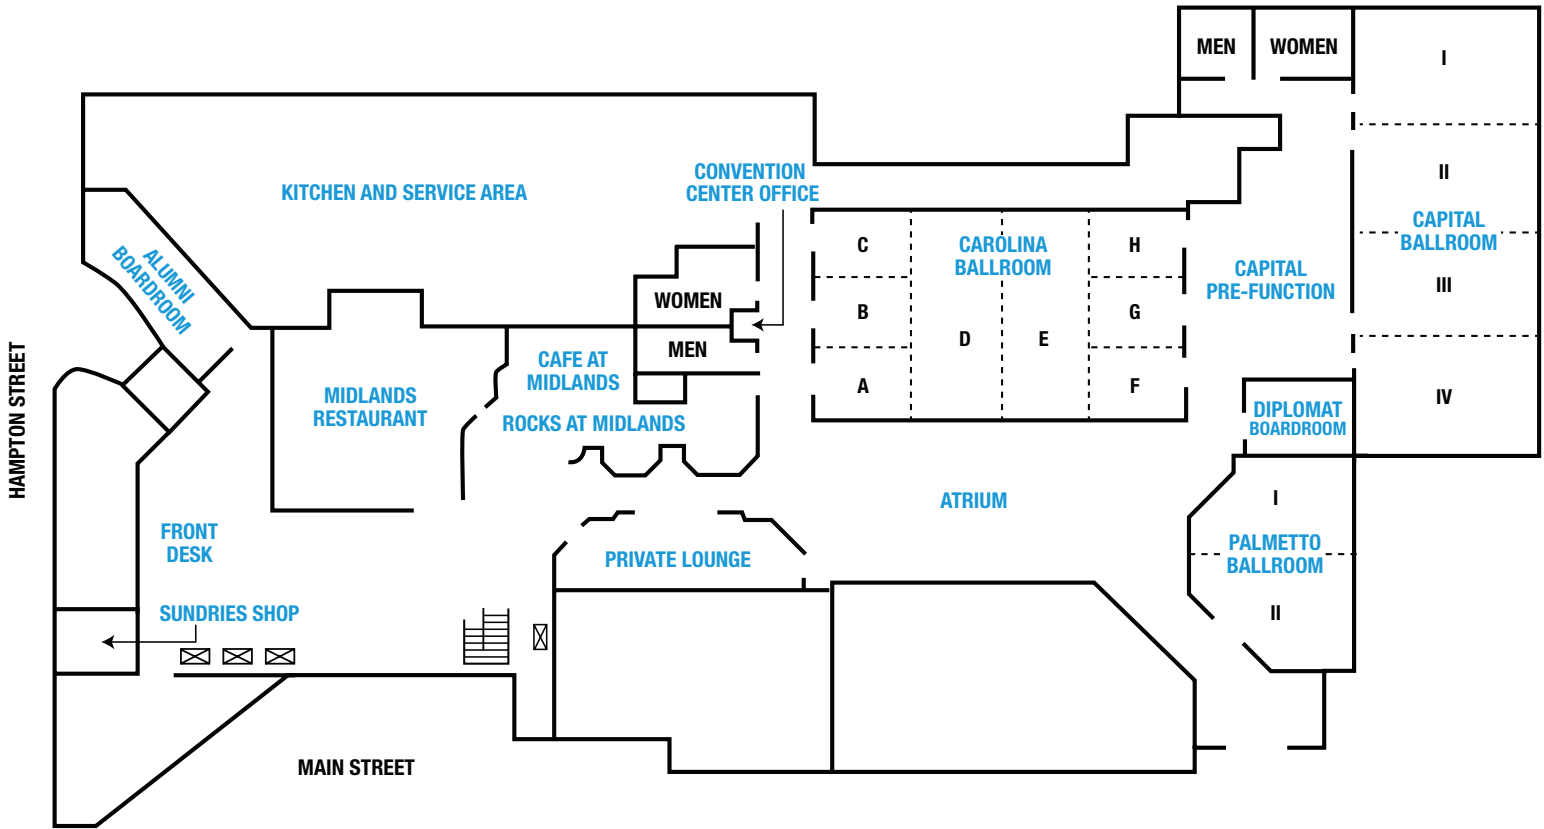 MEN
WOMEN
I
II
CAPITAL
BALLROOM
III
IV
KITCHEN AND SERVICE AREA
CONVENTION
CENTER OFFICE
ALUMNI
BOARDROOM
WOMEN
MEN
C
CAROLINA
BALLROOM
H
B
G
D
E
A
F
CAPITAL
PRE-FUNCTION
HAMPTON STREET
MIDLANDS
RESTAURANT
CAFE AT
MIDLANDS
ROCKS AT MIDLANDS
DIPLOMAT
BOARDROOM
ATRIUM
I
PALMETTO
BALLROOM
II
FRONT
DESK
PRIVATE LOUNGE
SUNDRIES SHOP
MAIN STREET